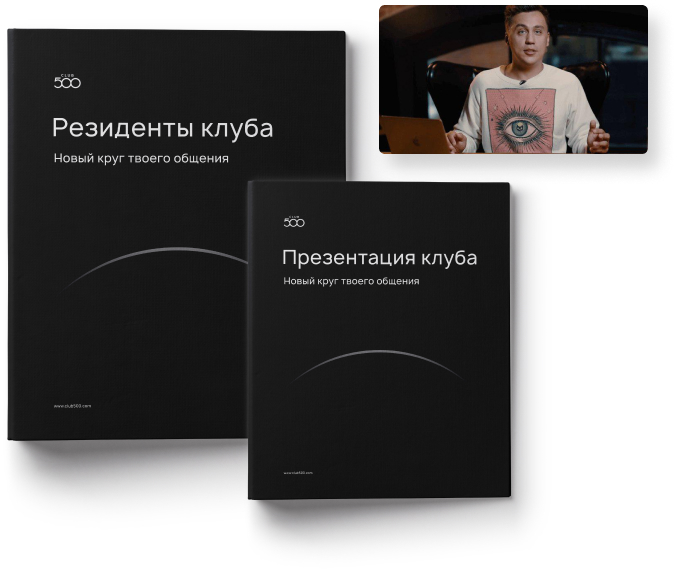 CLUB
500
Резиденты клуба
Новый круг твоего общения
www.club500.com
CLUB
500
Презентация клуба
Новый круг твоего общения
www.club500.com